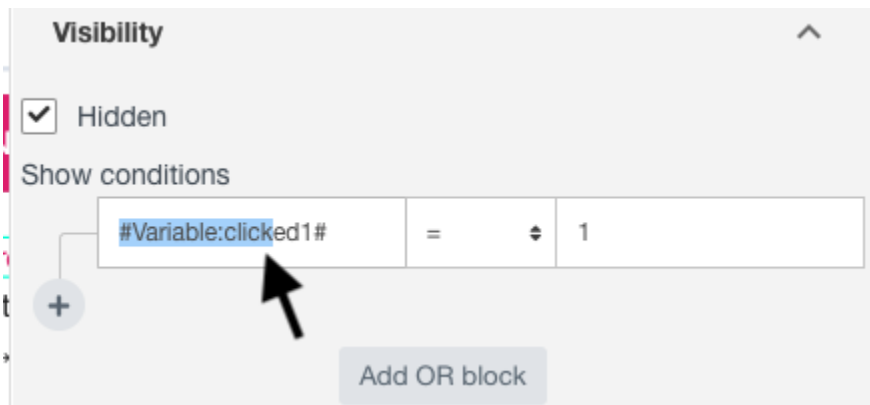 Visibility
Hidden
Show conditions
#Variable:clicked1# = 1
+
Add OR block